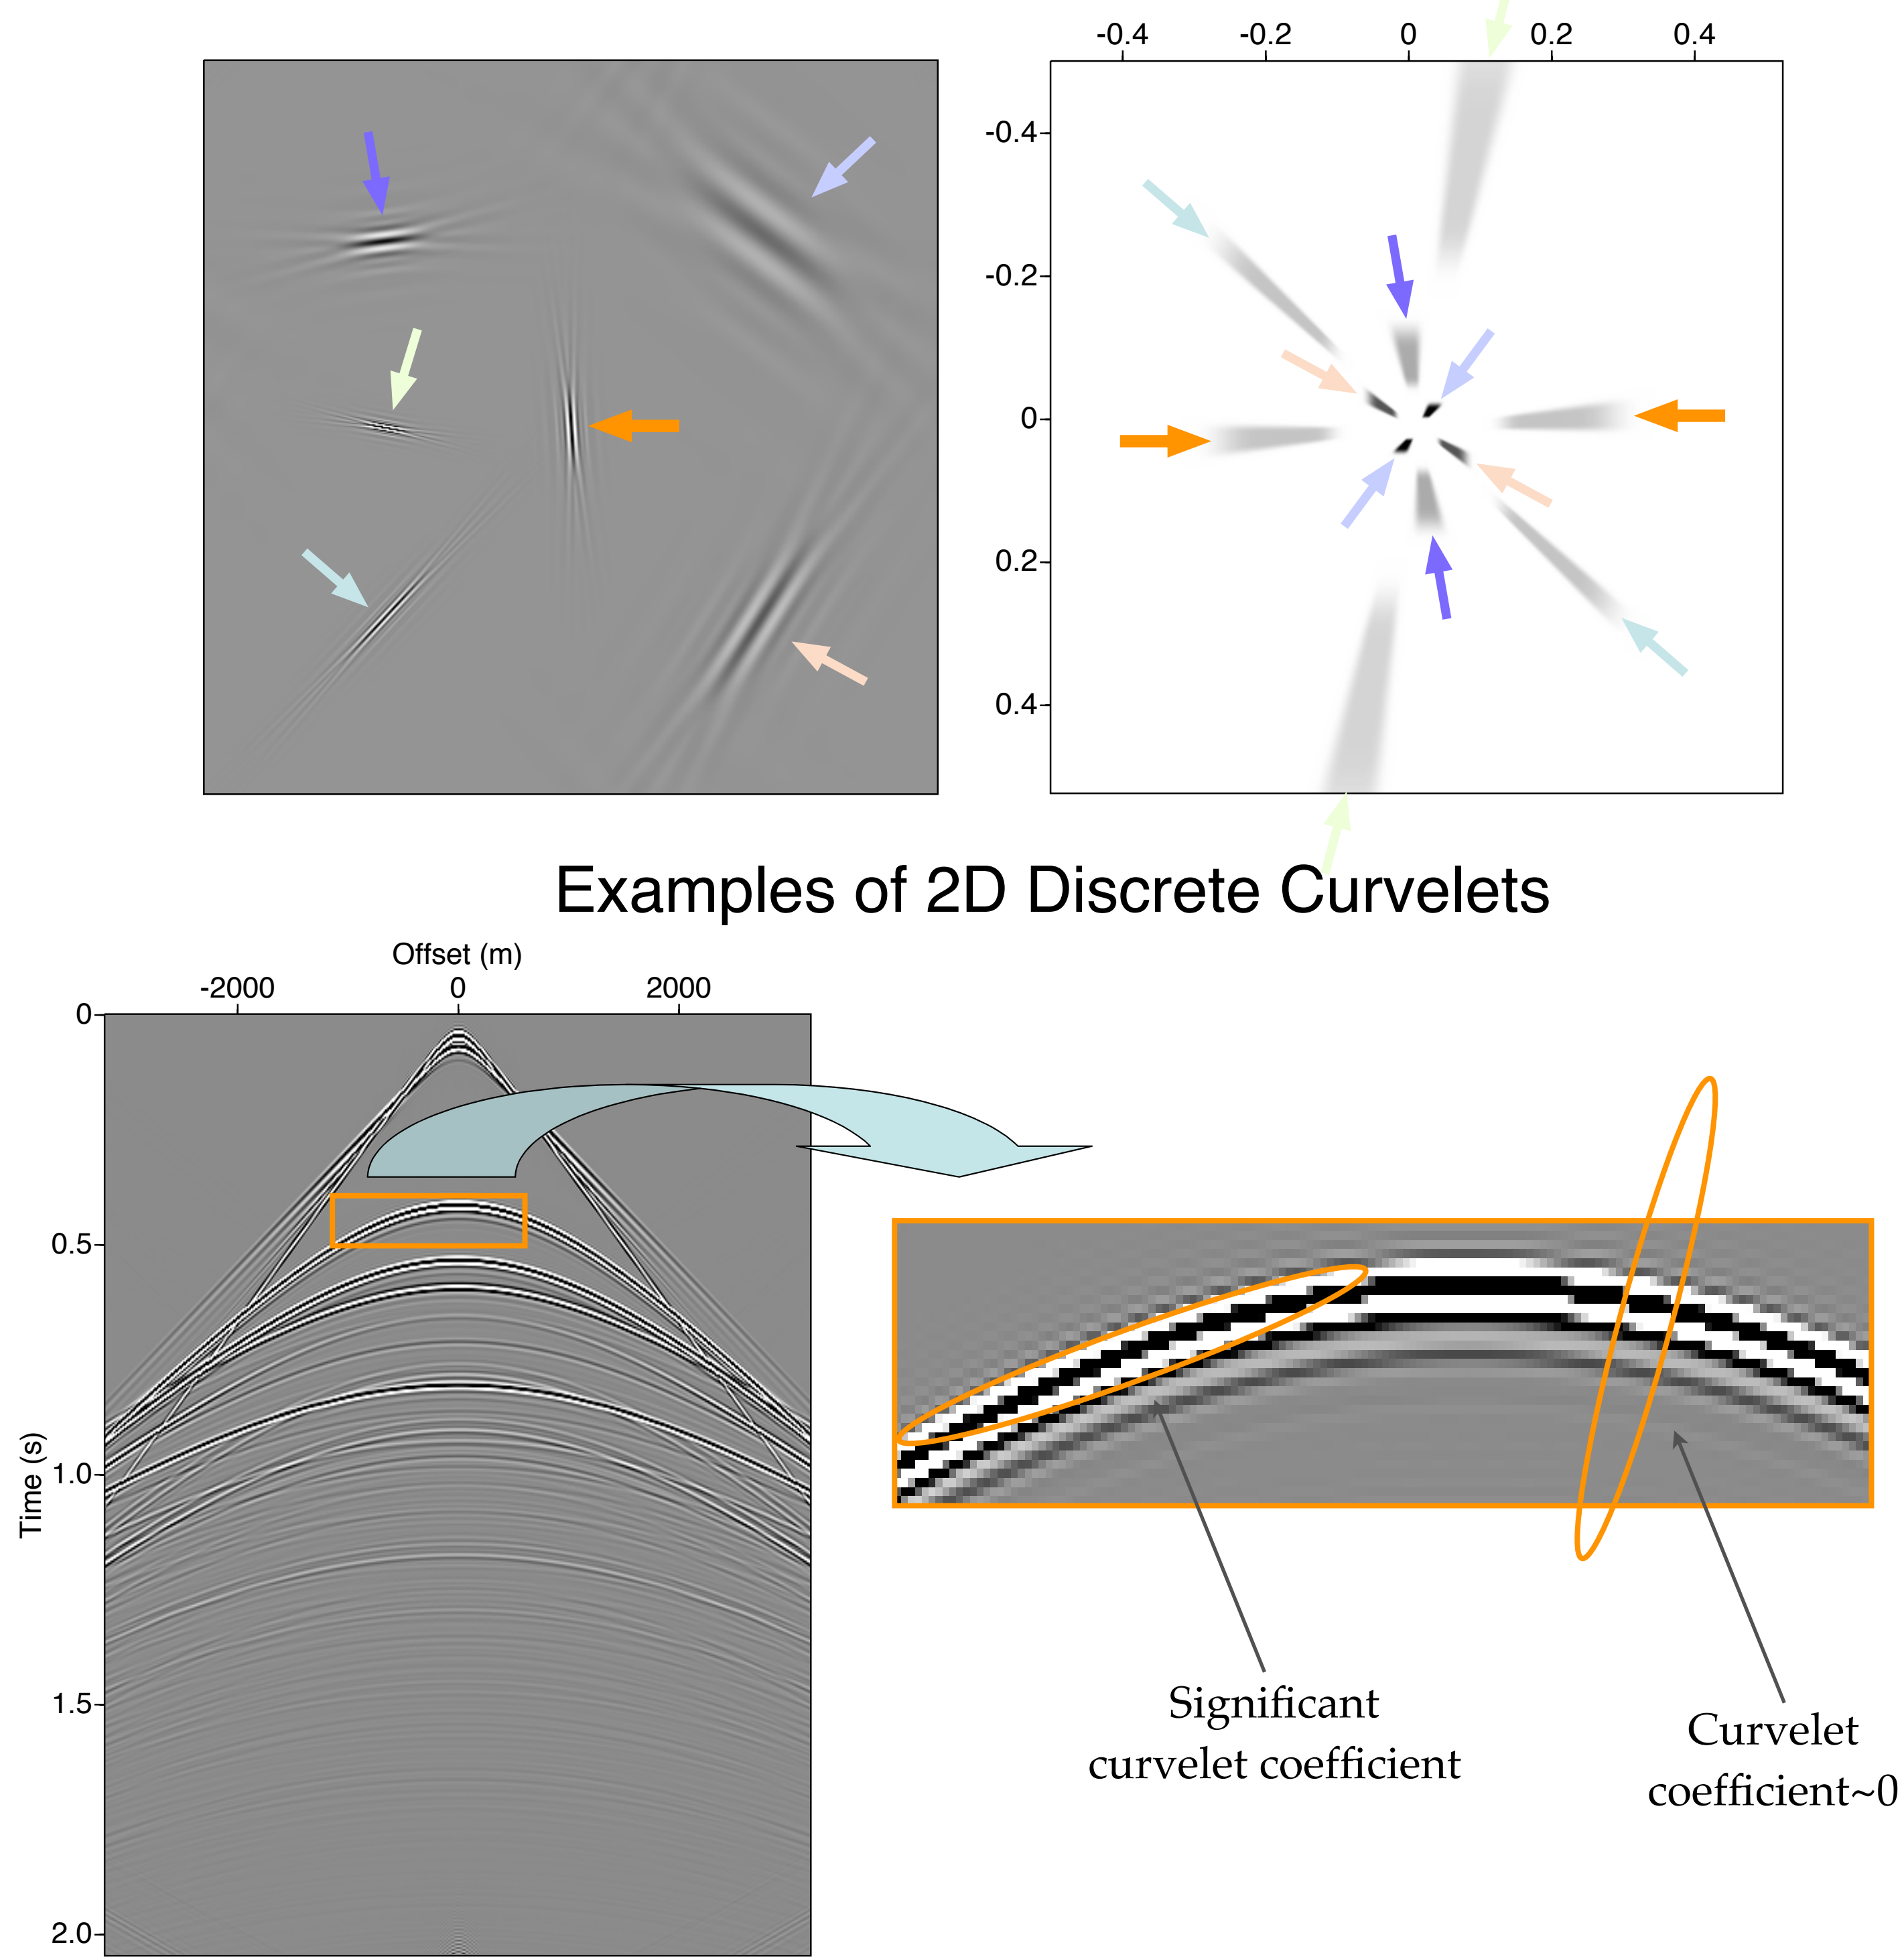 -0.4 -0.2 0 0.2 0.4
-0.4
-0.2
0
0.2
0.4
Examples of 2D Discrete Curvelets
Offset (m)
-2000 0 2000
0
0.5
1.0
1.5
2.0
Time (s)
Significant
curvelet coefficient
Curvelet
coefficient~0